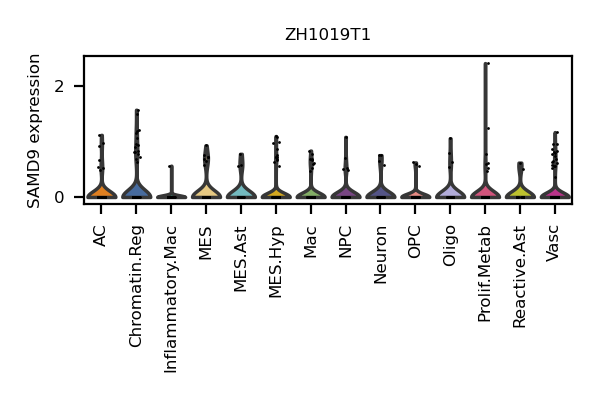 ZH1019T1
SAMD9 expression
2
0
AC
Chromatin.Reg
Inflammatory.Mac
MES
MES.Ast
MES.Hyp
Mac
NPC
Neuron
OPC
Oligo
Prolif.Metab
Reactive.Ast
Vasc